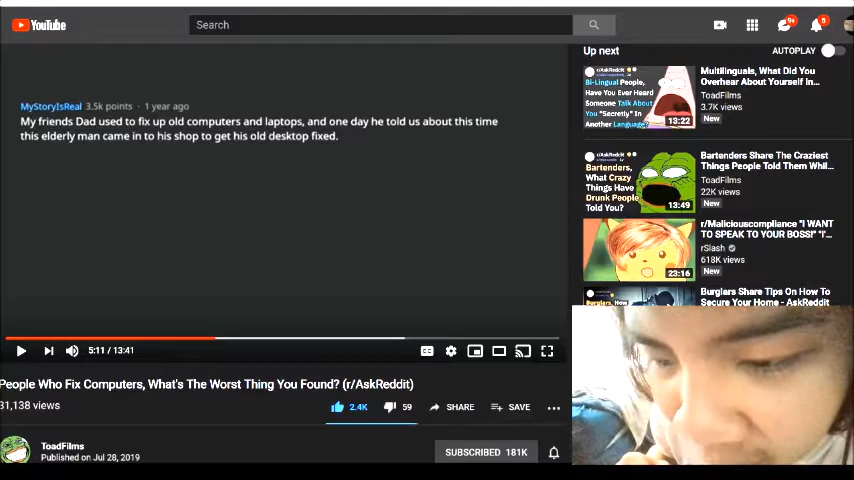 YouTube
Search
9+
5
MyStoryIsReal 3.5k points · 1 year ago
My friends Dad used to fix up old computers and laptops, and one day he told us about this time
this elderly man came in to his shop to get his old desktop fixed.
5:11 / 13:41
People Who Fix Computers, What's The Worst Thing You Found? (r/AskReddit)
31,138 views
2.4K
59
SHARE
SAVE
ToadFilms
Published on Jul 28, 2019
SUBSCRIBED 181K
Up next
AUTOPLAY
r/AskReddit
Bi-Lingual People,
Have You Ever Heard
Someone Talk About
You "Secretly" In
Another Language?
13:22
Multilinguals, What Did You
Overhear About Yourself In...
ToadFilms
3.7K views
New
r/AskReddit
Bartenders,
What Crazy
Things Have
Drunk People
Told You?
13:49
Bartenders Share The Craziest
Things People Told Them Whil...
ToadFilms
22K views
New
23:16
r/Maliciouscompliance "I WANT
TO SPEAK TO YOUR BOSS!" "I'...
rSlash
618K views
New
Burglars, How
Burglars Share Tips On How To
Secure Your Home - AskReddit